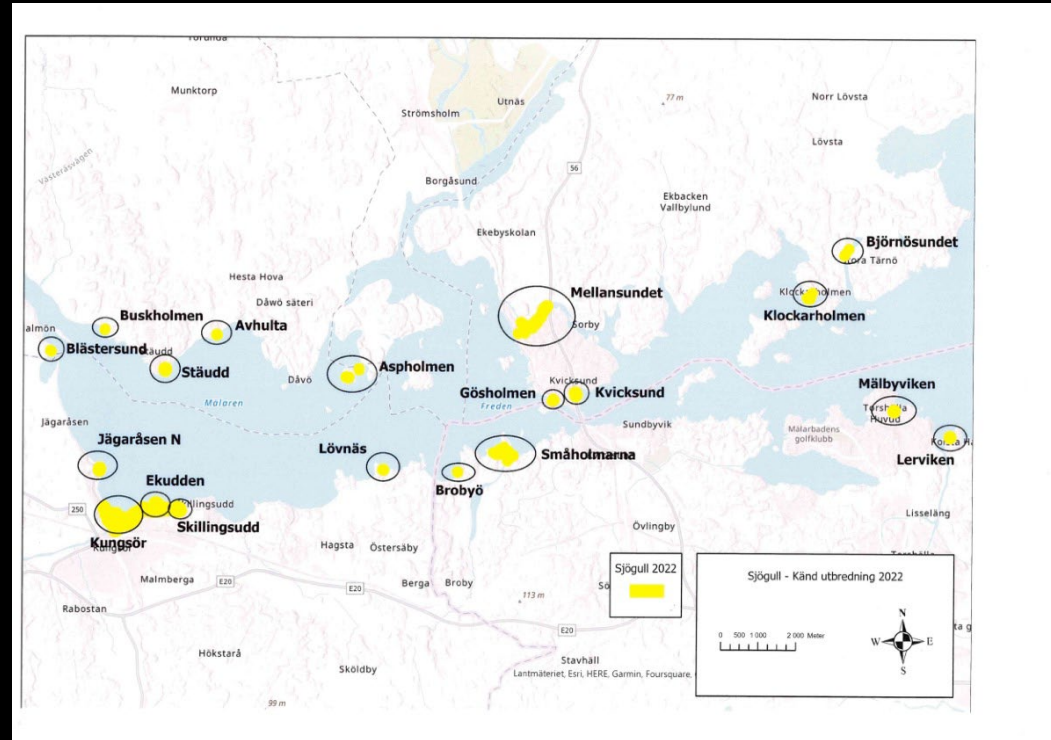 Munktorp
Strömsholm
Utnäs
77 m
Norr Lövsta
Lövsta
Västeråsvägen
56
Borgåsund
Ekbacken
Vallbylund
Ekebyskolan
Björnösundet
Hesta Hova
Mellansundet
Dåwö säteri
Buskholmen
Avhulta
Sorby
Klockarholmen
Blästersund
Stäudd
Aspholmen
Dåvö
Kvicksund
Gösholmen
Kvicksund
Mälbyviken
Mälaren
Freden
Jägaråsen
Sundbyvik
Huvud
Mälarbadens
golfklubb
Jägaråsen N
Lövnäs
Småholmarna
Lerviken
Ekudden
Brobyö
250
Skillingsudd
Lisseläng
Kungsör
Övlingby
Hagsta
Östersäby
Sjögull 2022
Sjögull - Känd utbredning 2022
Malmberga
E20
E20
Berga
Broby
113 m
Rabostan
N
W
E
S
0 500 1 000 2 000 Meter
E20
Hökstarå
Sköldby
Stavhäll
Lantmäteriet, Esri, HERE, Garmin, Foursquare,
99 m